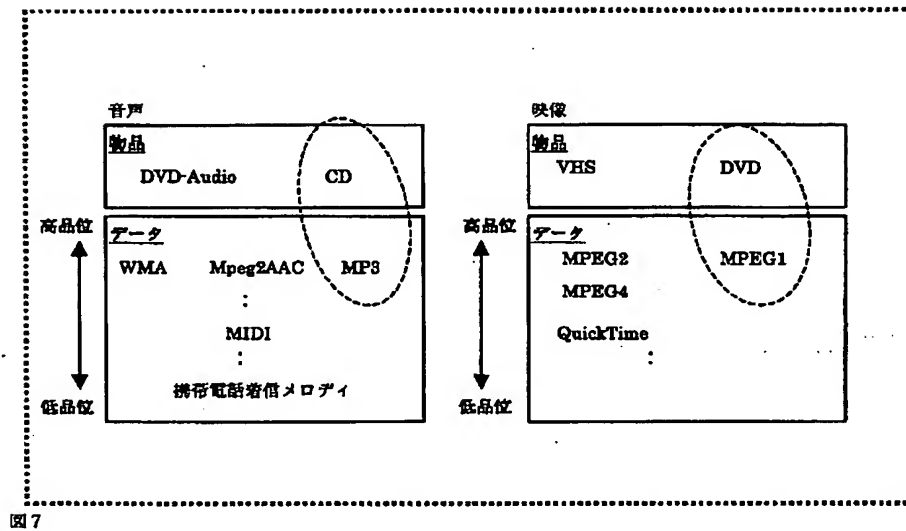 音声
物品
DVD-Audio CD
高品位
データ
WMA Mpeg2AAC MP3
:
MIDI
:
携帯電話着信メロディ
低品位
映像
物品
VHS DVD
高品位
データ
MPEG2 MPEG1
MPEG4
QuickTime
:
低品位
図7